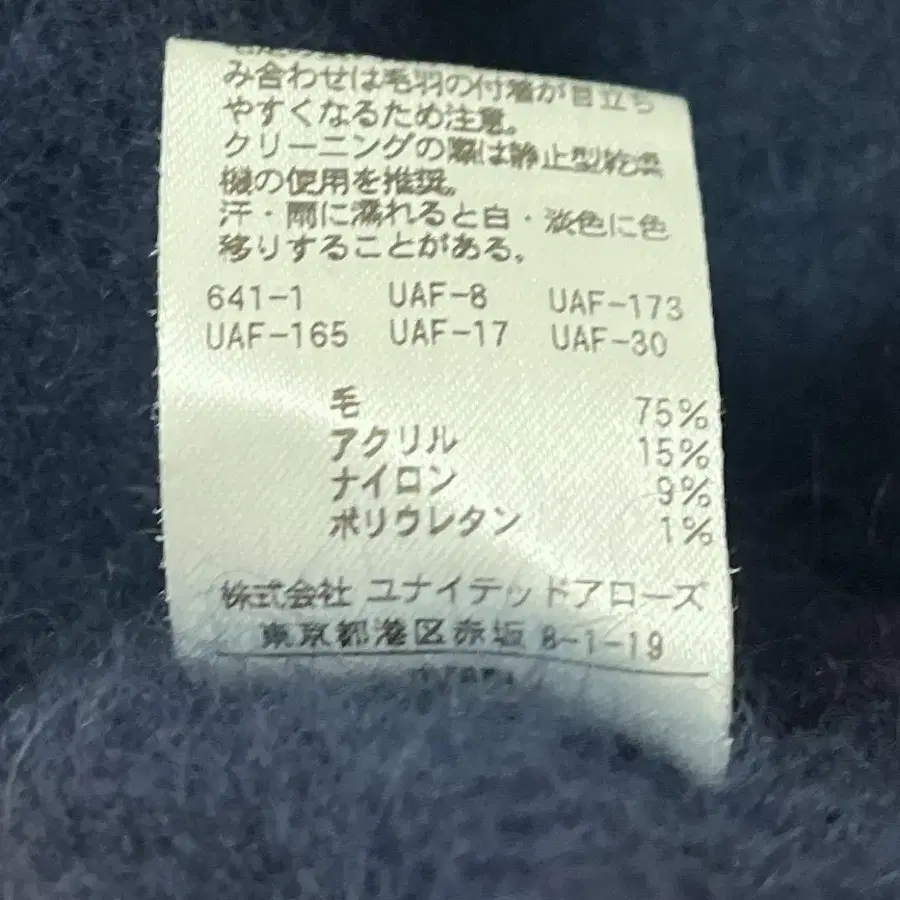 み合わせは毛羽の付着が目立ち
やすくなるため注意。
クリーニングの際は静止型乾燥
機の使用を推奨。
汗・雨に濡れると白・淡色に色
移りすることがある。
641-1 UAF-8 UAF-173
UAF-165 UAF-17 UAF-30
毛 75%
アクリル 15%
ナイロン 9%
ポリウレタン 1%
株式会社 ユナイテッドアローズ
東京都港区赤坂 8-1-19